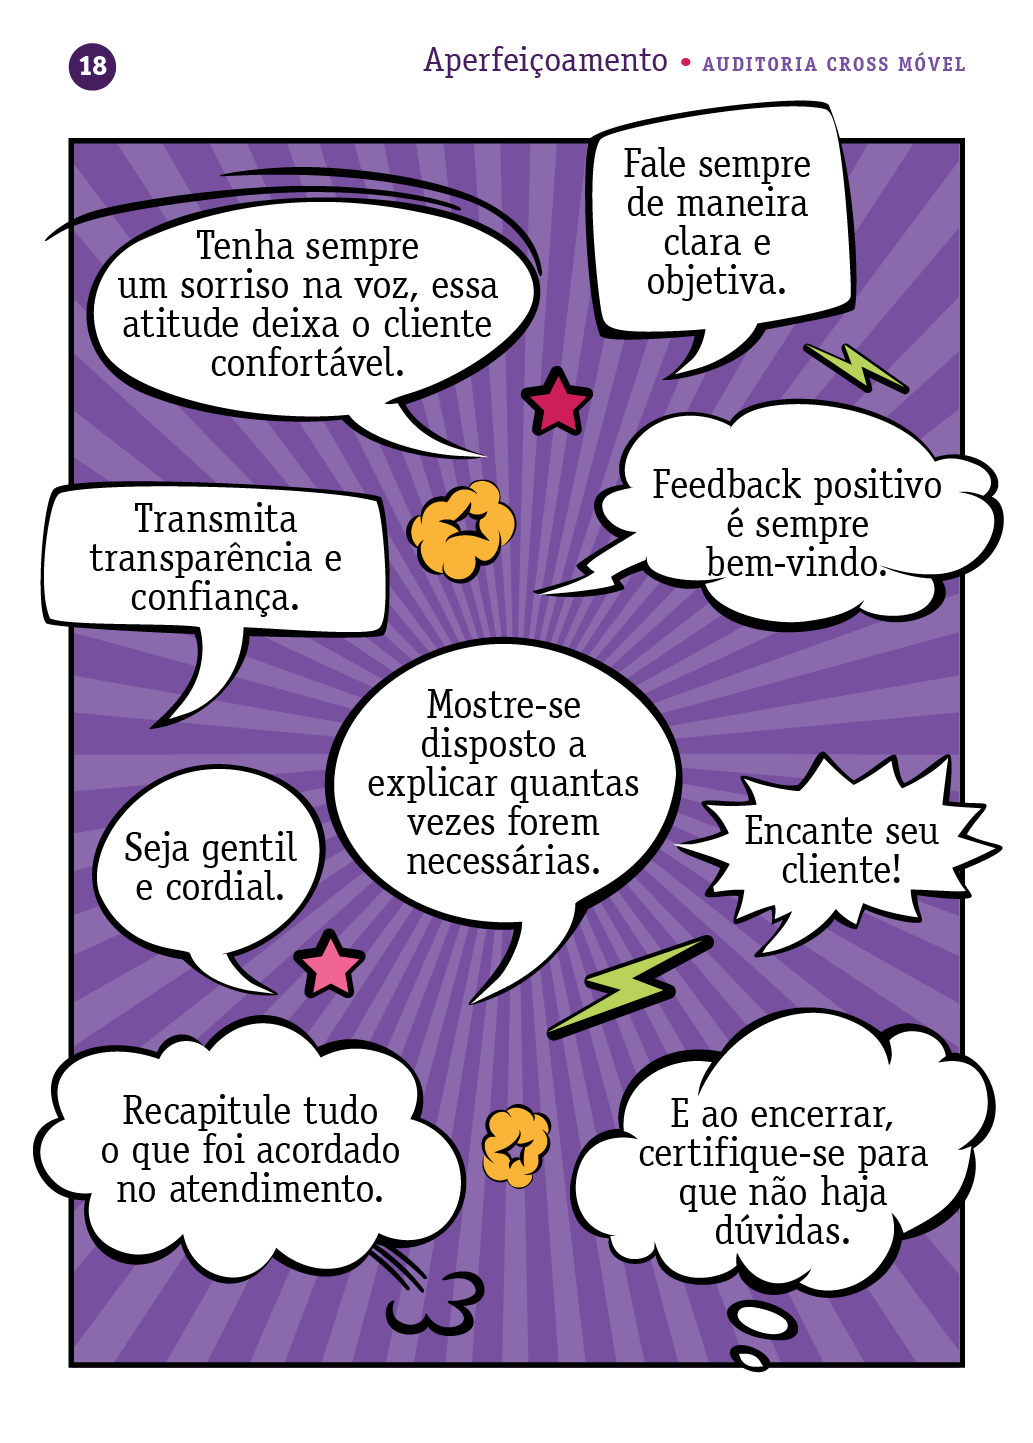 18
Aperfeiçoamento • AUDITORIA CROSS MÓVEL
Fale sempre
de maneira
clara e
objetiva.
Tenha sempre
um sorriso na voz, essa
atitude deixa o cliente
confortável.
Feedback positivo
é sempre
bem-vindo.
Transmita
transparência e
confiança.
Mostre-se
disposto a
explicar quantas
vezes forem
necessárias.
Seja gentil
e cordial.
Encante seu
cliente!
Recapitule tudo
o que foi acordado
no atendimento.
E ao encerrar,
certifique-se para
que não haja
dúvidas.